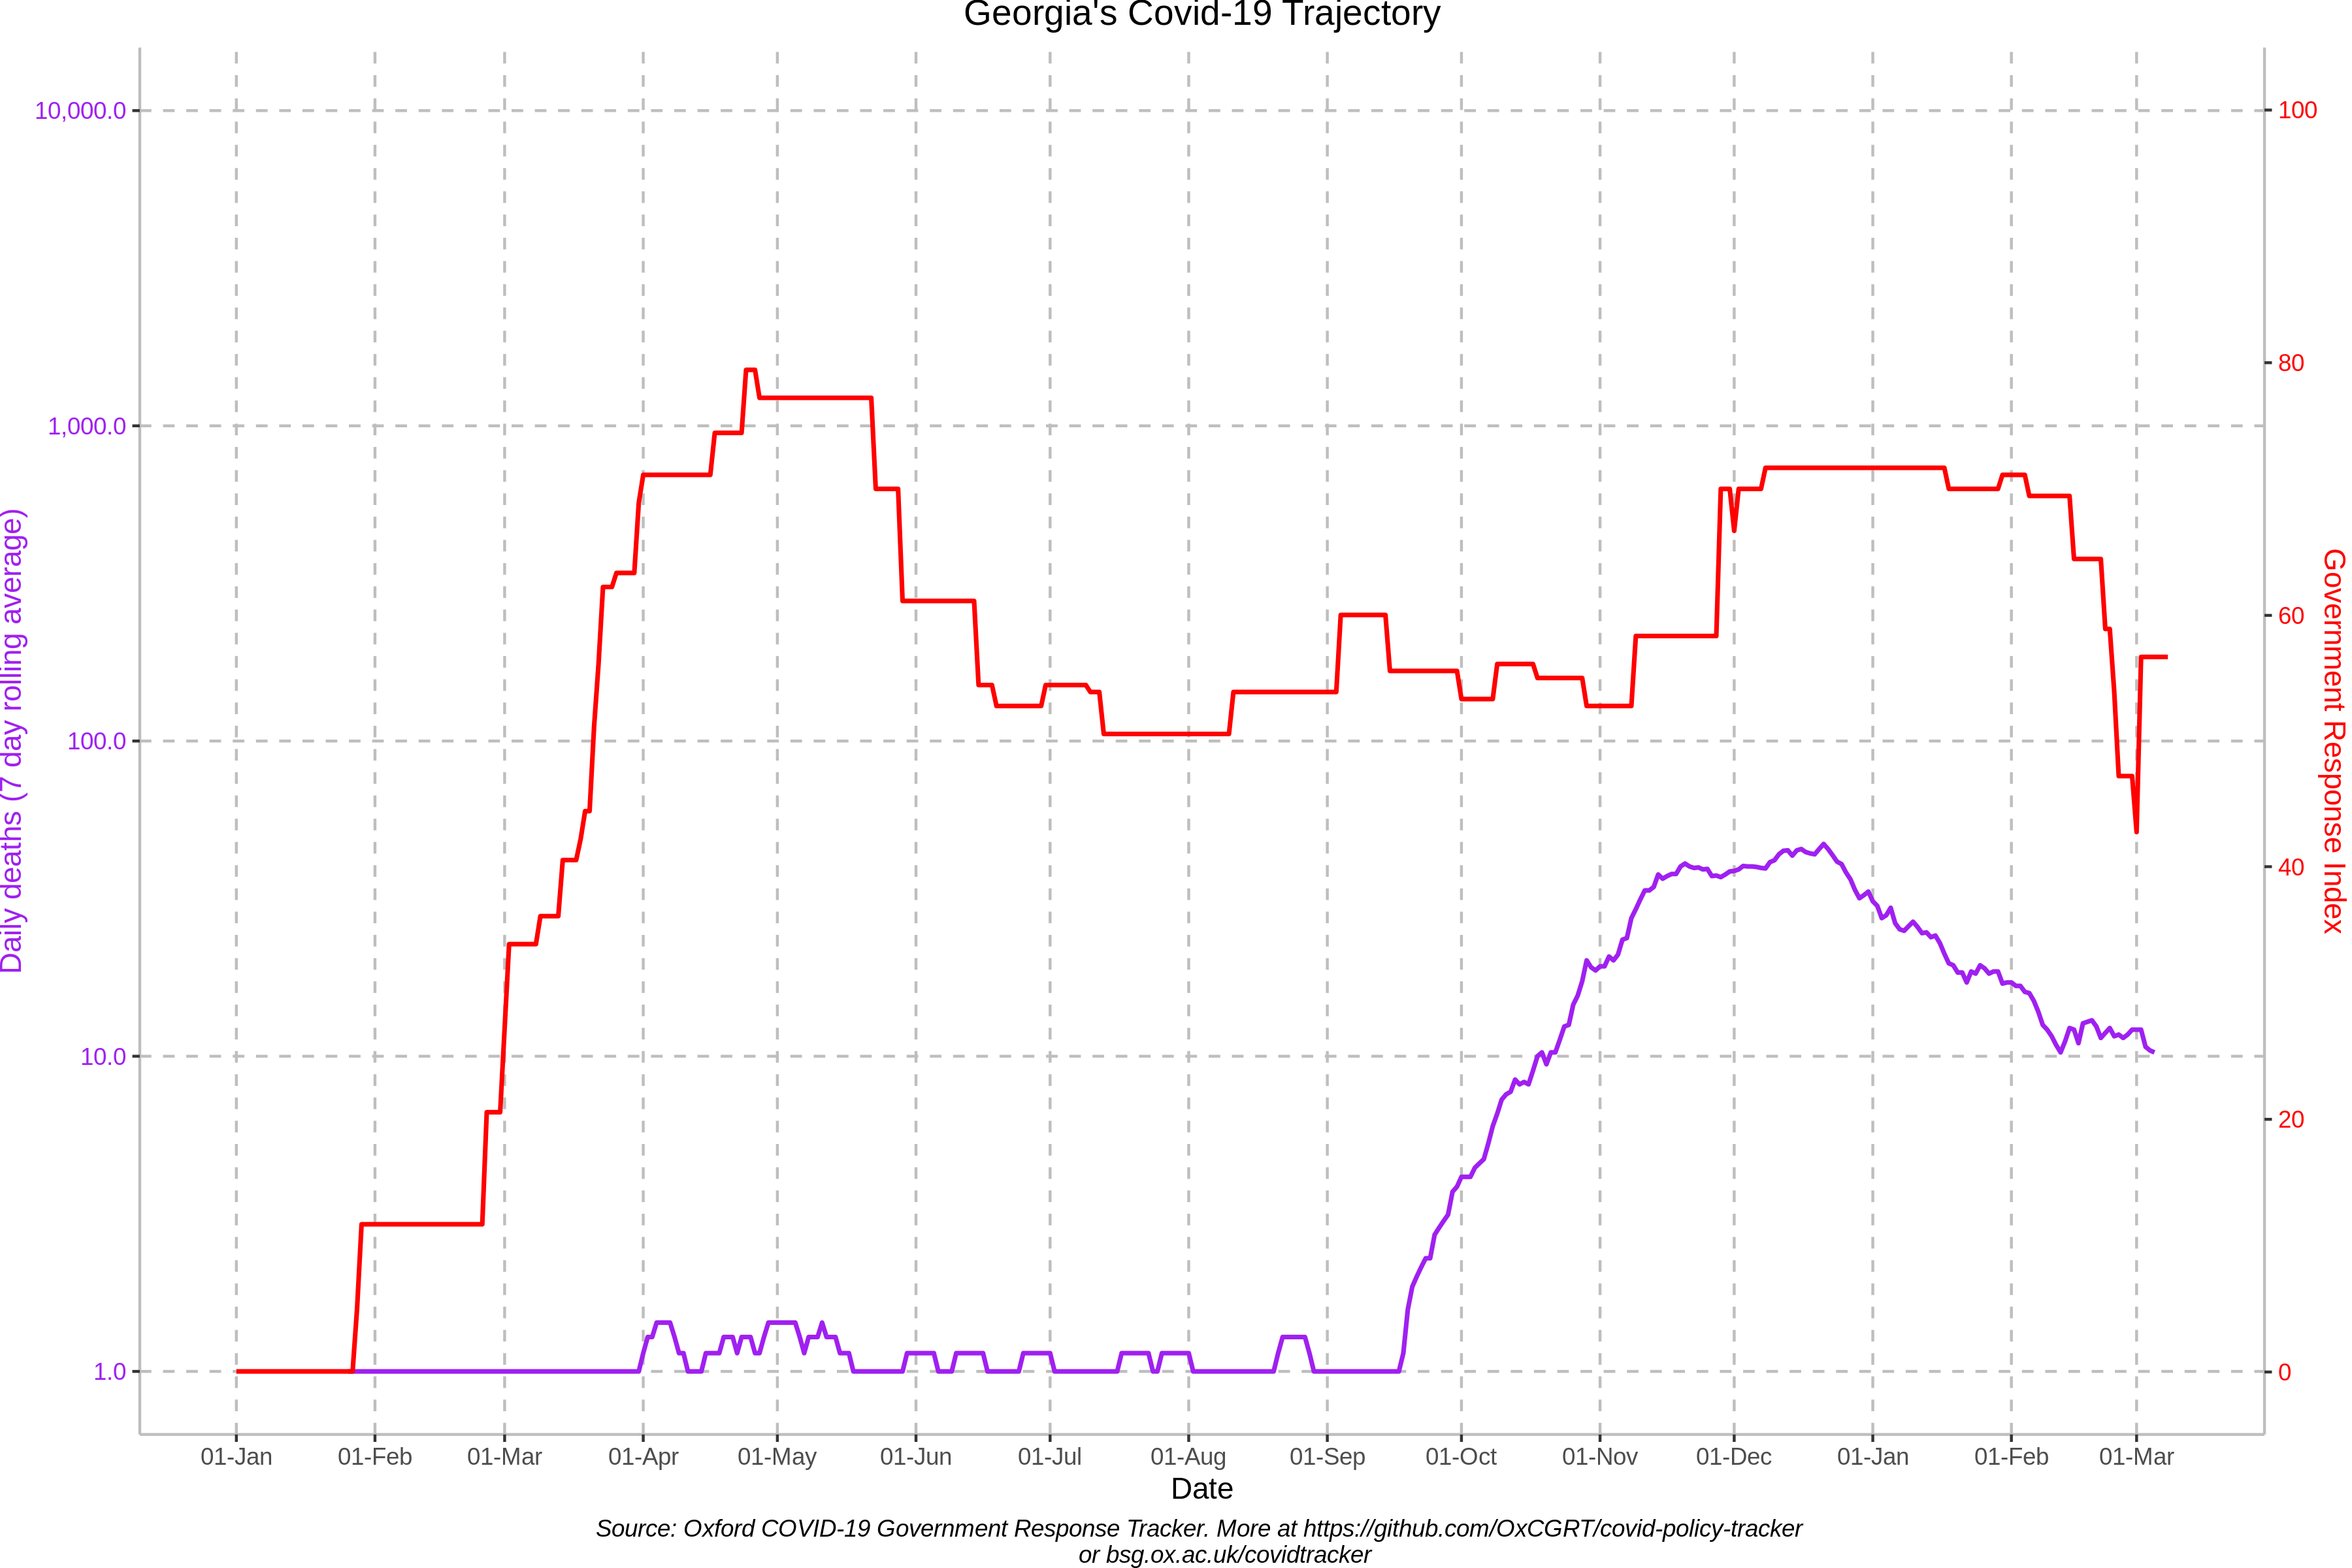 Georgia's Covid-19 Trajectory
10,000.0
1,000.0
100.0
10.0
1.0
Daily deaths (7 day rolling average)
100
80
60
40
20
0
Government Response Index
01-Jan 01-Feb 01-Mar 01-Apr 01-May 01-Jun 01-Jul 01-Aug 01-Sep 01-Oct 01-Nov 01-Dec 01-Jan 01-Feb 01-Mar
Date
Source: Oxford COVID-19 Government Response Tracker. More at https://github.com/OxCGRT/covid-policy-tracker
or bsg.ox.ac.uk/covidtracker